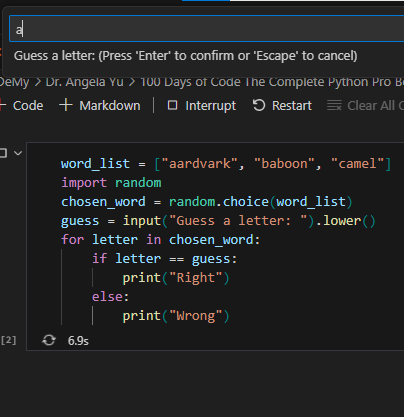 a
Guess a letter: (Press 'Enter' to confirm or 'Escape' to cancel)
DeMy > Dr. Angela Yu > 100 Days of Code The Complete Python Pro Bo
+ Code + Markdown Interrupt Restart Clear All
word_list = ["aardvark", "baboon", "camel"]
import random
chosen_word = random.choice(word_list)
guess = input("Guess a letter: ").lower()
for letter in chosen_word:
    if letter == guess:
        print("Right")
    else:
        print("Wrong")
[2] 6.9s